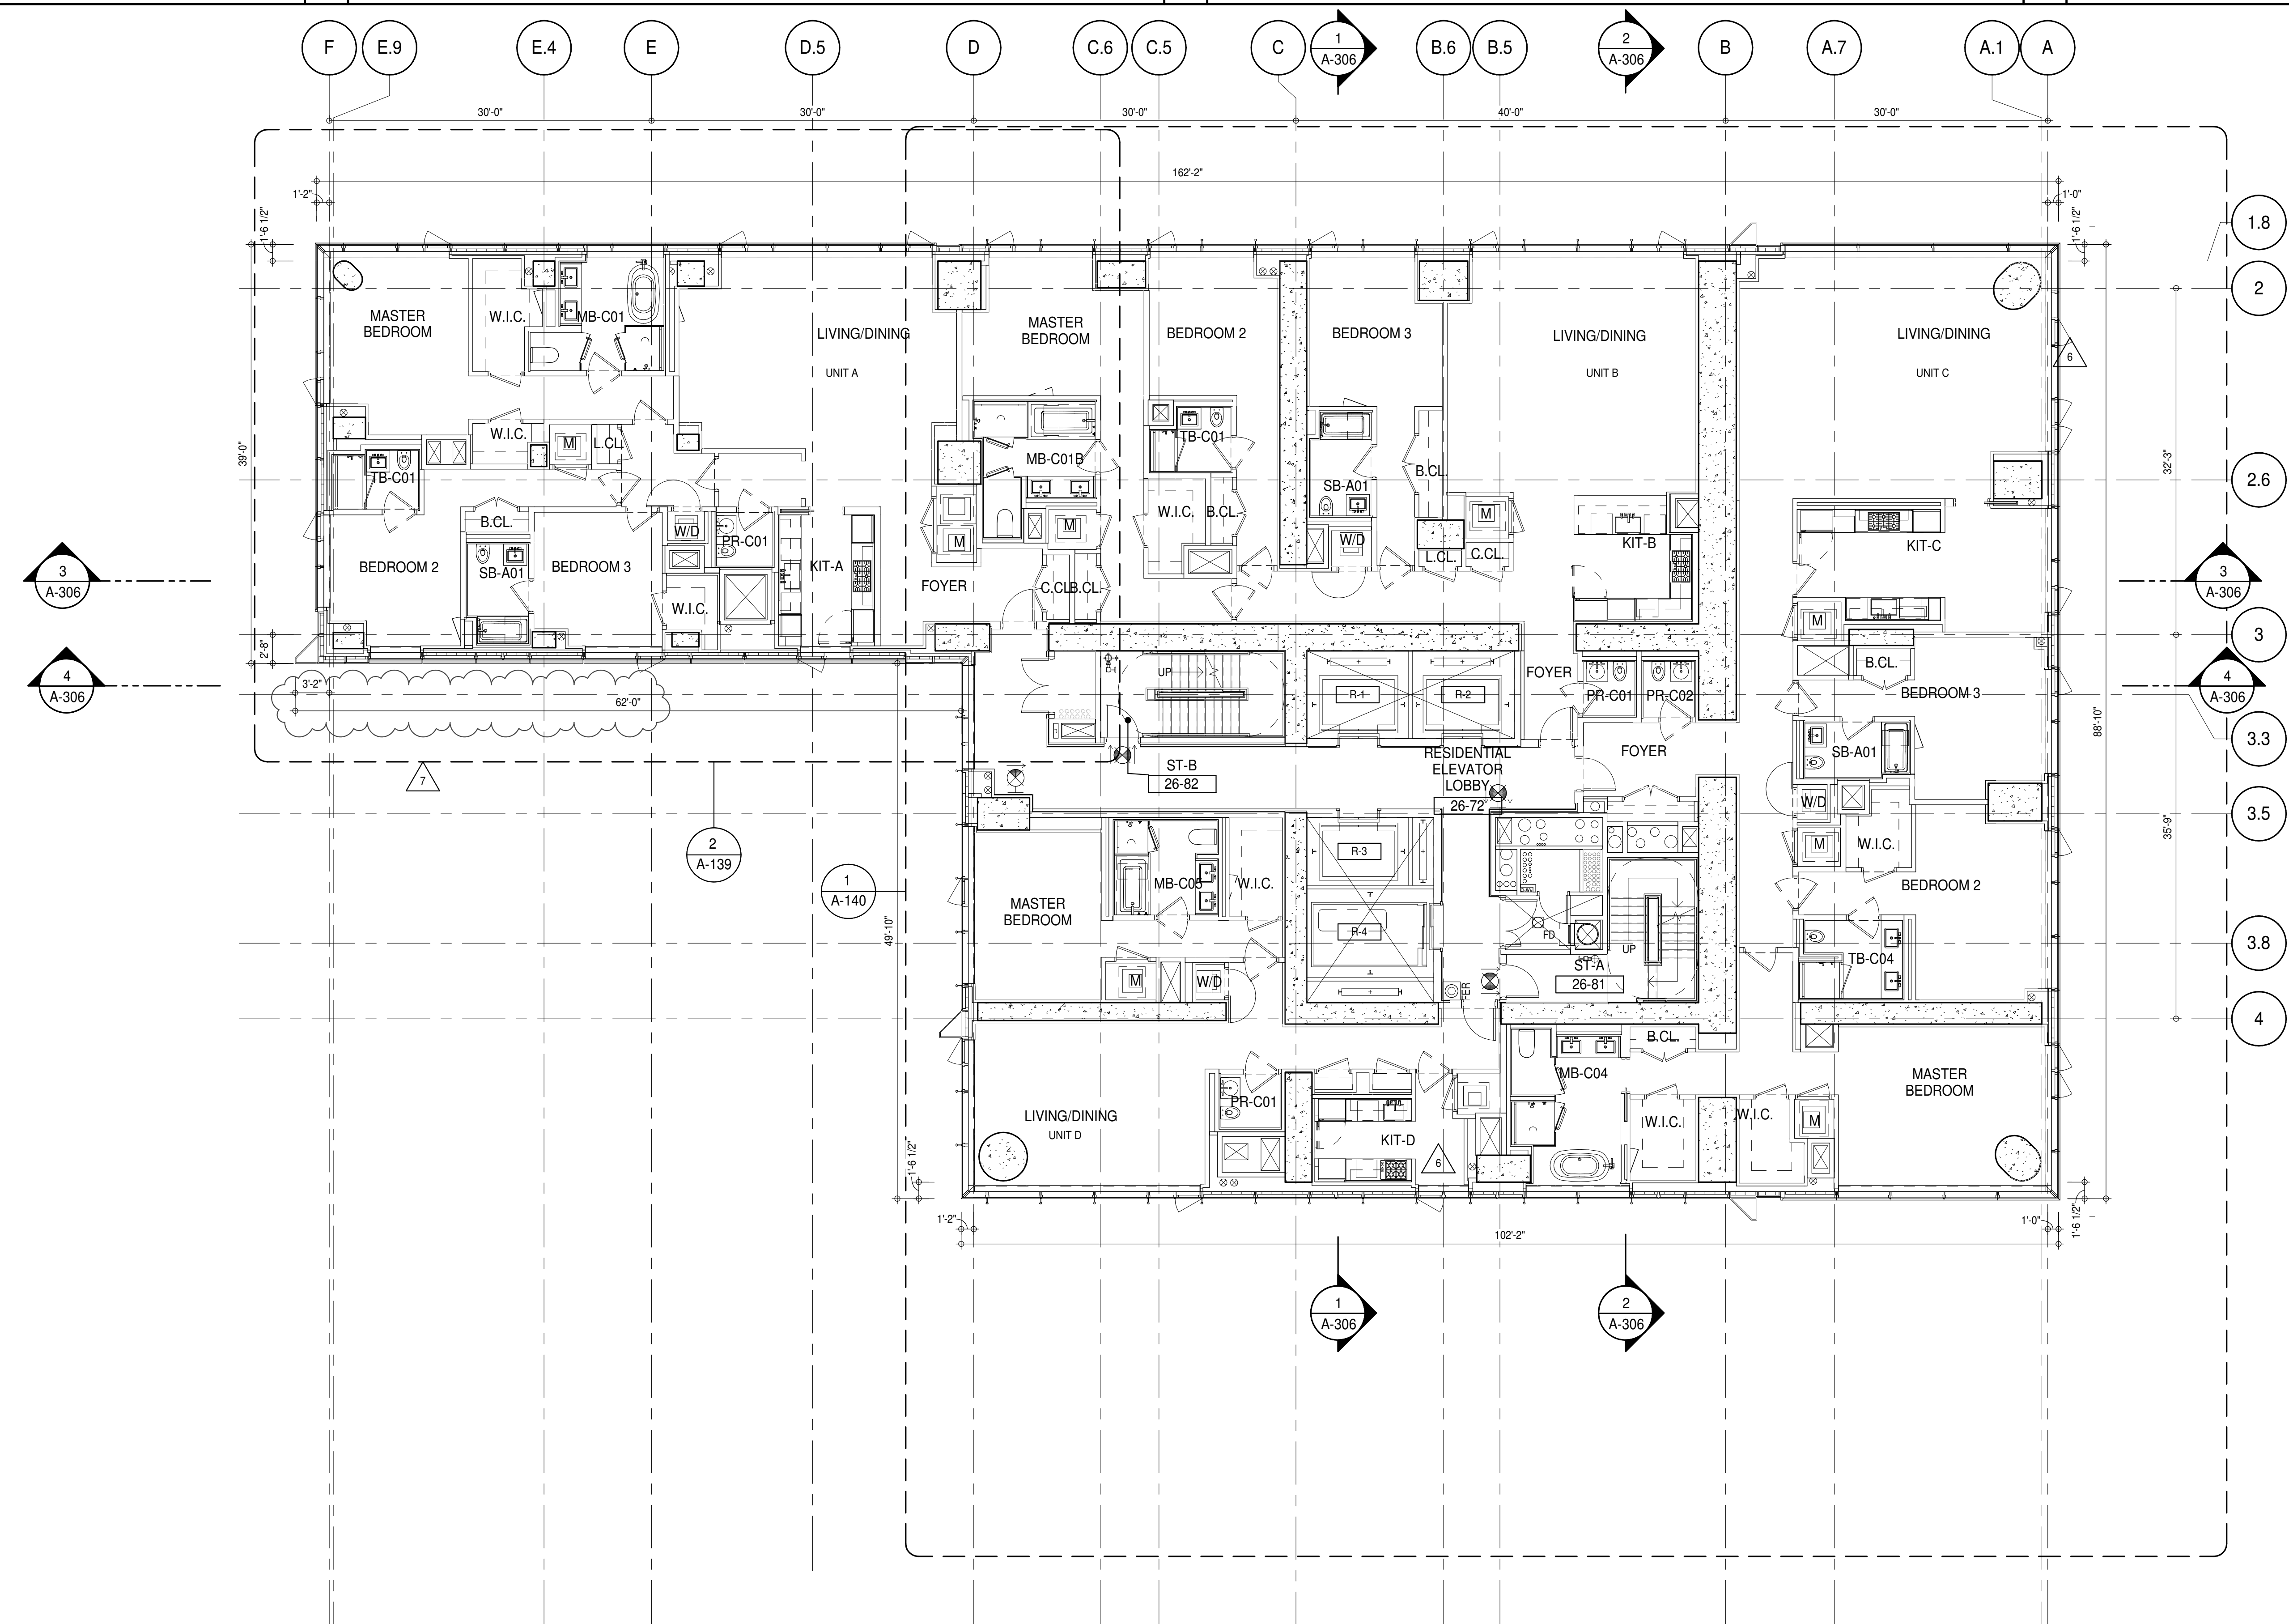 F
E.9
E.4
E
D.5
D
C.6
C.5
C
1
A-306
B.6
B.5
2
A-306
B
A.7
A.1
A
30'-0"
30'-0"
30'-0"
40'-0"
30'-0"
162'-2"
1'-2"
1'-0"
1'-6 1/2"
1'-6 1/2"
1.8
2
2.6
3
3.3
3.5
3.8
4
MASTER
BEDROOM
W.I.C.
MB-C01
LIVING/DINING
UNIT A
MASTER
BEDROOM
BEDROOM 2
BEDROOM 3
LIVING/DINING
UNIT B
LIVING/DINING
UNIT C
6
W.I.C.
M
L.CL.
TB-C01
MB-C01B
TB-C01
SB-A01
B.CL.
39'-0"
32'-3"
B.CL.
W/D
PR-C01
M
M
W.I.C.
B.CL.
W/D
M
L.CL.
C.CL.
KIT-B
KIT-C
BEDROOM 2
SB-A01
BEDROOM 3
W.I.C.
KIT-A
FOYER
C.CL.
B.CL.
M
3
A-306
3
A-306
2'-8"
4
A-306
4
A-306
3'-2"
62'-0"
UP
R-1
R-2
FOYER
PR-C01
PR-C02
B.CL.
BEDROOM 3
88'-10"
7
ST-B
26-82
RESIDENTIAL
ELEVATOR
LOBBY
26-72
FOYER
SB-A01
W/D
2
A-139
1
A-140
R-3
M
W.I.C.
35'-9"
MASTER
BEDROOM
MB-C05
W.I.C.
R-4
FD
UP
BEDROOM 2
49'-10"
M
W/D
ST-A
26-81
TB-C04
B.CL.
MB-C04
MASTER
BEDROOM
LIVING/DINING
UNIT D
PR-C01
KIT-D
6
W.I.C.
W.I.C.
M
1'-6 1/2"
1'-2"
102'-2"
1'-0"
1'-6 1/2"
1
A-306
2
A-306